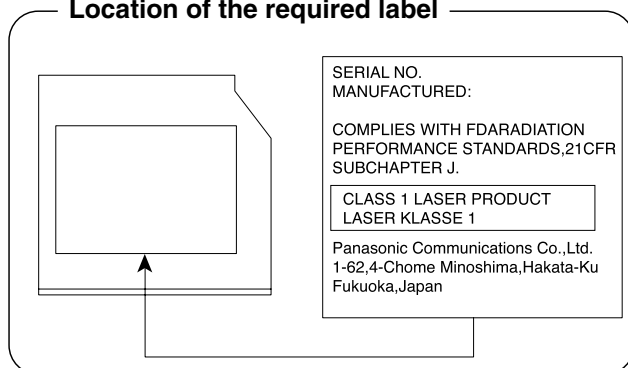 Location of the required label
SERIAL NO.
MANUFACTURED:
COMPLIES WITH FDARADIATION
PERFORMANCE STANDARDS,21CFR
SUBCHAPTER J.
CLASS 1 LASER PRODUCT
LASER KLASSE 1
Panasonic Communications Co.,Ltd.
1-62,4-Chome Minoshima,Hakata-Ku
Fukuoka,Japan